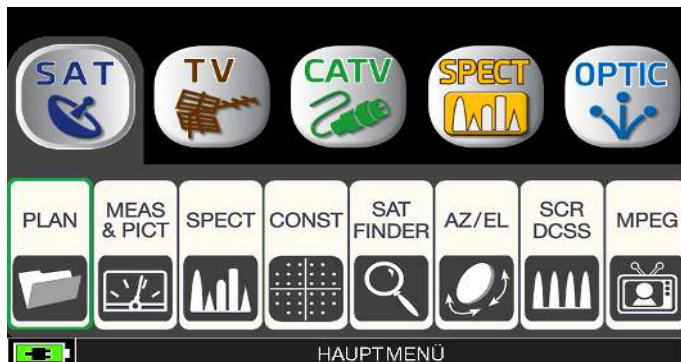 SAT TV CATV SPECT OPTIC
PLAN MEAS & PICT SPECT CONST SAT FINDER AZ/EL SCR DCSS MPEG
HAUPTMENÜ